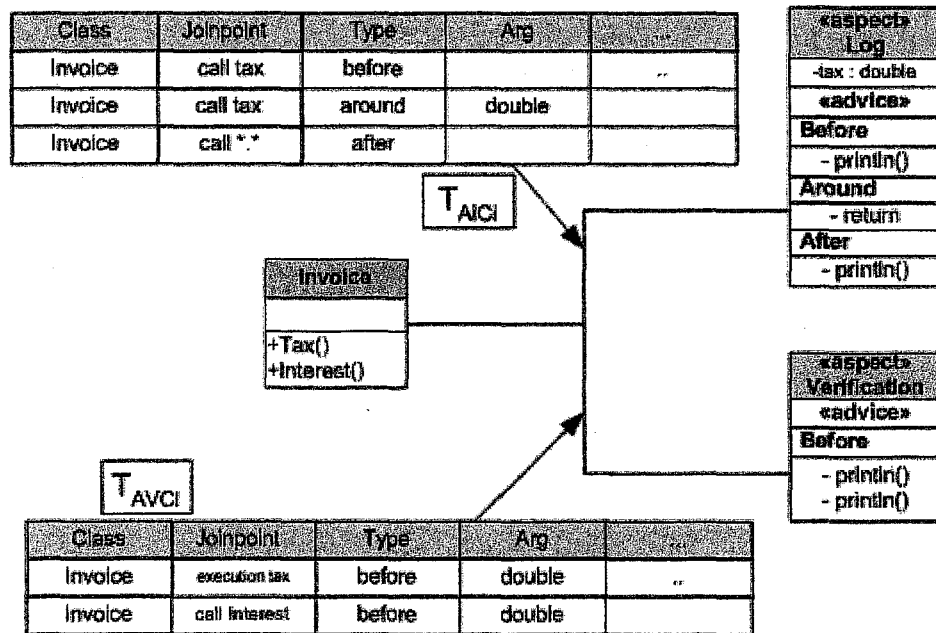 Class Joinpoint Type Arg ...
Invoice call tax before ..
Invoice call tax around double
Invoice call *.* after
T AICI
«aspect»
Log
-tax : double
«advice»
Before
- println()
Around
- return
After
- println()
Invoice
+Tax()
+Interest()
«aspect»
Verification
«advice»
Before
- println()
- println()
T AVCI
Class Joinpoint Type Arg ...
Invoice execution tax before double ..
Invoice call Interest before double